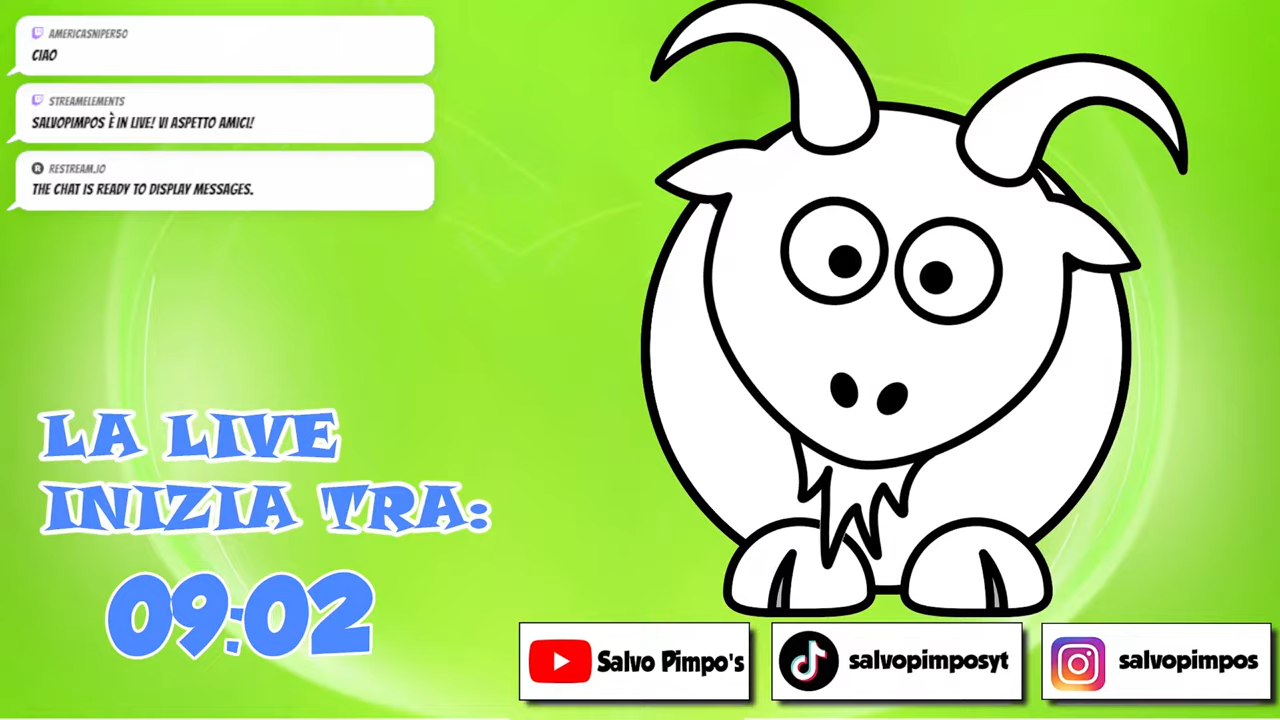 AMERICASNIPER50
CIAO
STREAMELEMENTS
SALVOPIMPOS È IN LIVE! VI ASPETTO AMICI!
RESTREAM.IO
THE CHAT IS READY TO DISPLAY MESSAGES.
LA LIVE
INIZIA TRA:
09:02
Salvo Pimpo's
salvopimposyt
salvopimpos